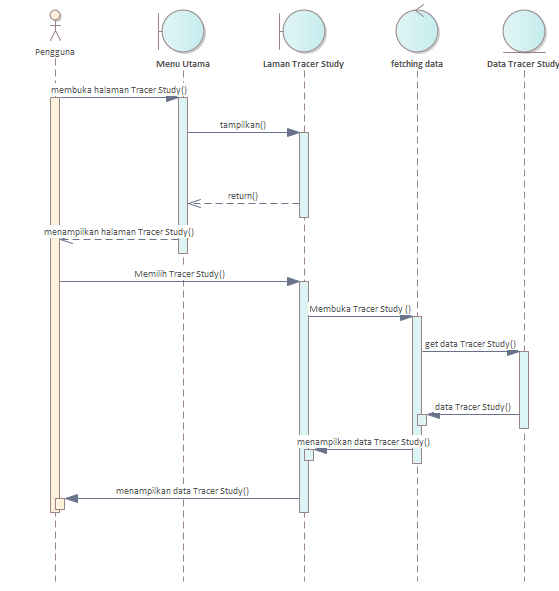 Pengguna
Menu Utama
Laman Tracer Study
fetching data
Data Tracer Study
membuka halaman Tracer Study()
tampilkan()
return()
menampilkan halaman Tracer Study()
Memilih Tracer Study()
Membuka Tracer Study ()
get data Tracer Study()
data Tracer Study()
menampilkan data Tracer Study()
menampilkan data Tracer Study()